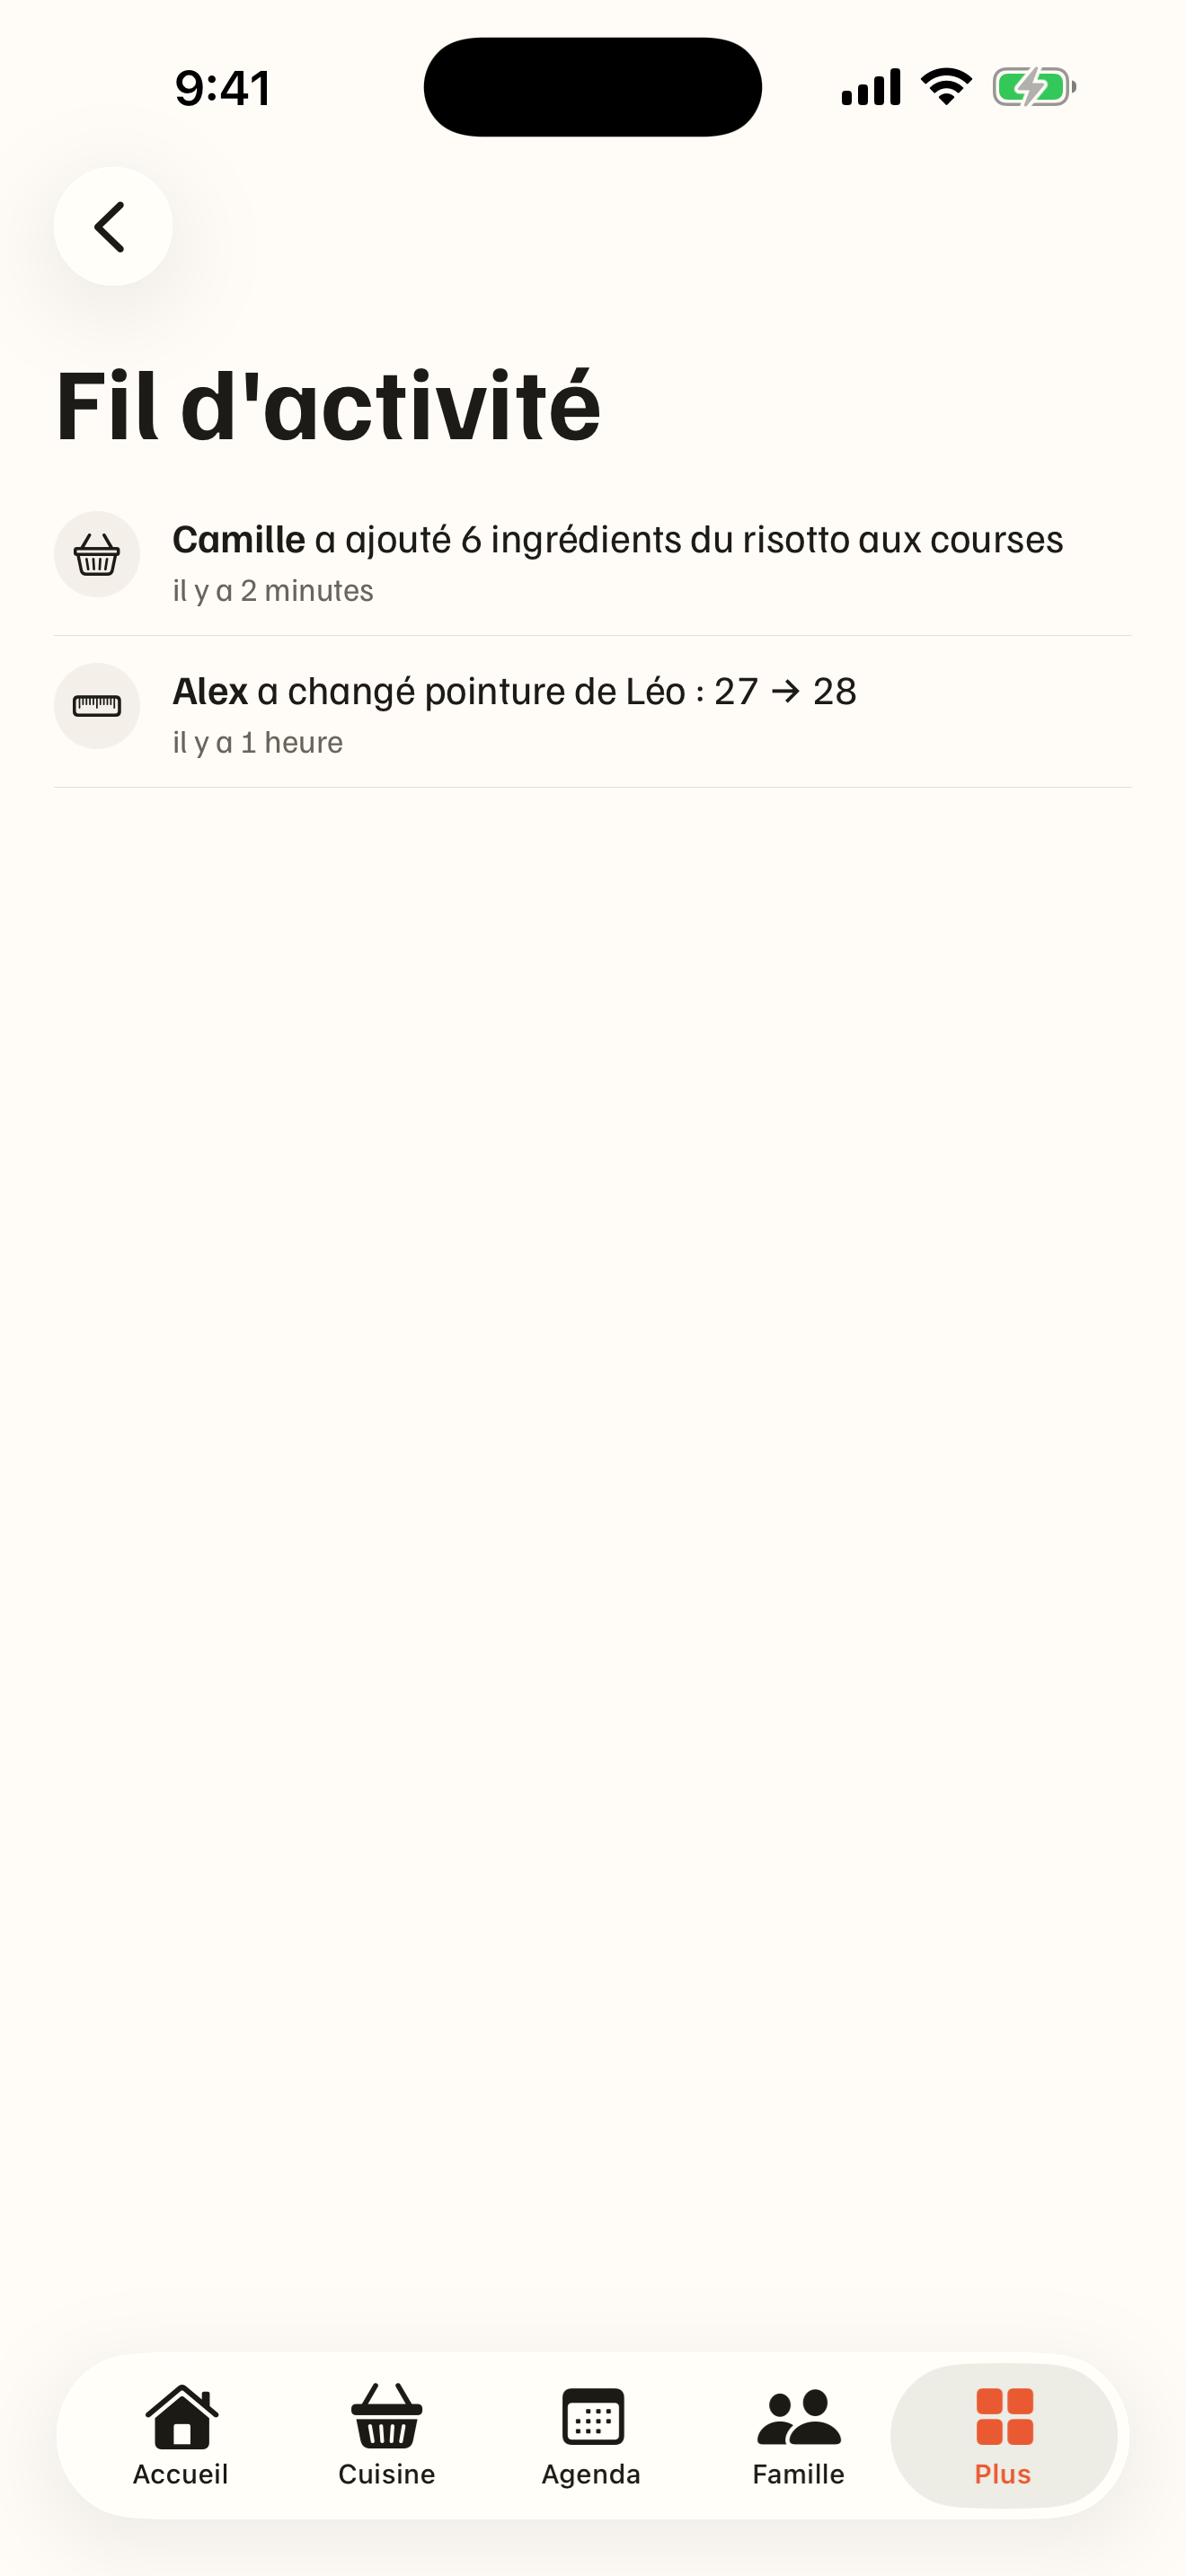 9:41
Fil d'activité
Camille a ajouté 6 ingrédients du risotto aux courses
il y a 2 minutes
Alex a changé pointure de Léo : 27 → 28
il y a 1 heure
Accueil
Cuisine
Agenda
Famille
Plus